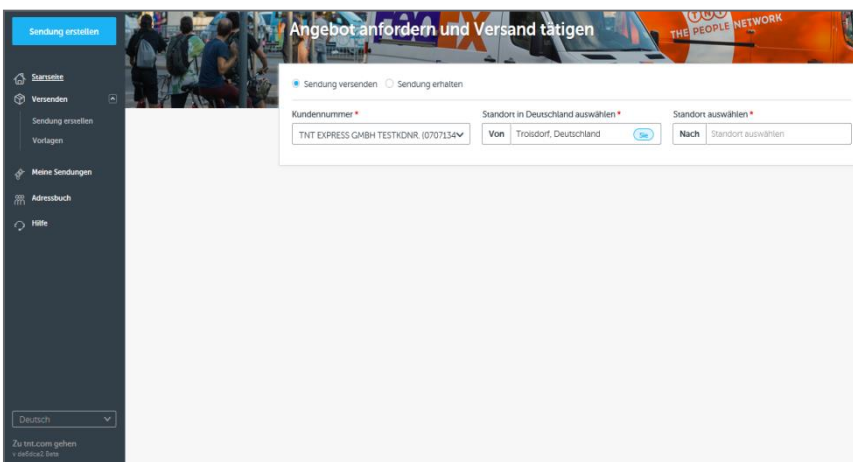 Sendung erstellen
Startseite
Versenden
Sendung erstellen
Vorlagen
Meine Sendungen
Adressbuch
Hilfe
Deutsch
Zu tnt.com gehen
Angebot anfordern und Versand tätigen
THE PEOPLE NETWORK
Sendung versenden Sendung erhalten
Kundennummer * Standort in Deutschland auswählen * Standort auswählen *
TNT EXPRESS GMBH TESTKDNR. (0707134 Von Troisdorf, Deutschland Sie Nach Standort auswählen